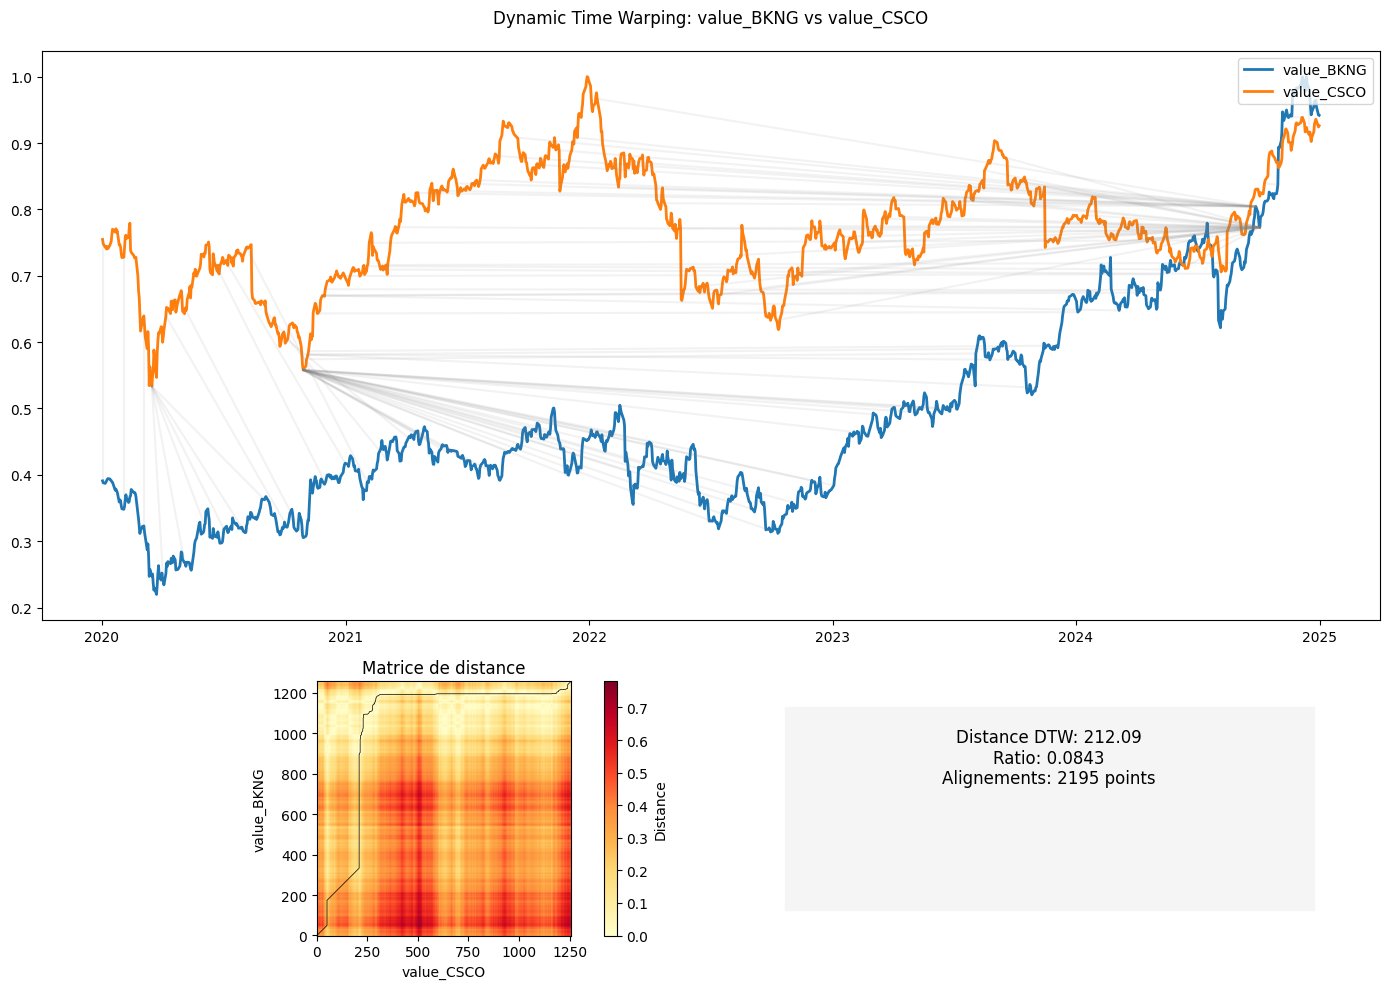 Dynamic Time Warping: value_BKNG vs value_CSCO
value_BKNG
value_CSCO
1.0
0.9
0.8
0.7
0.6
0.5
0.4
0.3
0.2
2020 2021 2022 2023 2024 2025
Matrice de distance
value_BKNG
1200
1000
800
600
400
200
0
0 250 500 750 1000 1250
value_CSCO
0.7
0.6
0.5
0.4
0.3
0.2
0.1
0.0
Distance
Distance DTW: 212.09
Ratio: 0.0843
Alignements: 2195 points